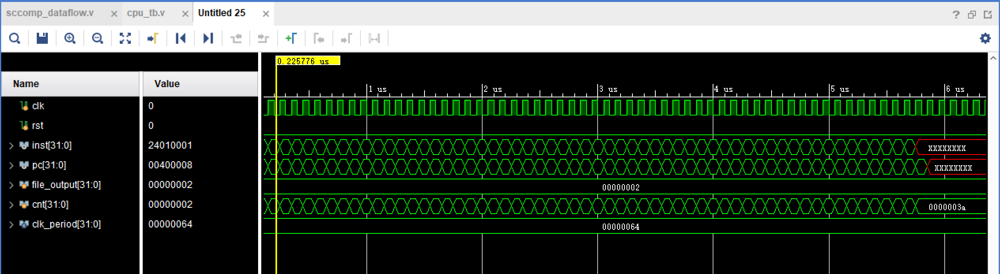 sccomp_dataflow.v cpu_tb.v Untitled 25
0.225776 us
Name Value
1 us 2 us 3 us 4 us 5 us 6 us
clk 0
rst 0
inst[31:0] 24010001 XXXXXXXX
pc[31:0] 00400008 XXXXXXXX
file_output[31:0] 00000002 00000002
cnt[31:0] 00000002 0000003a
clk_period[31:0] 00000064 00000064